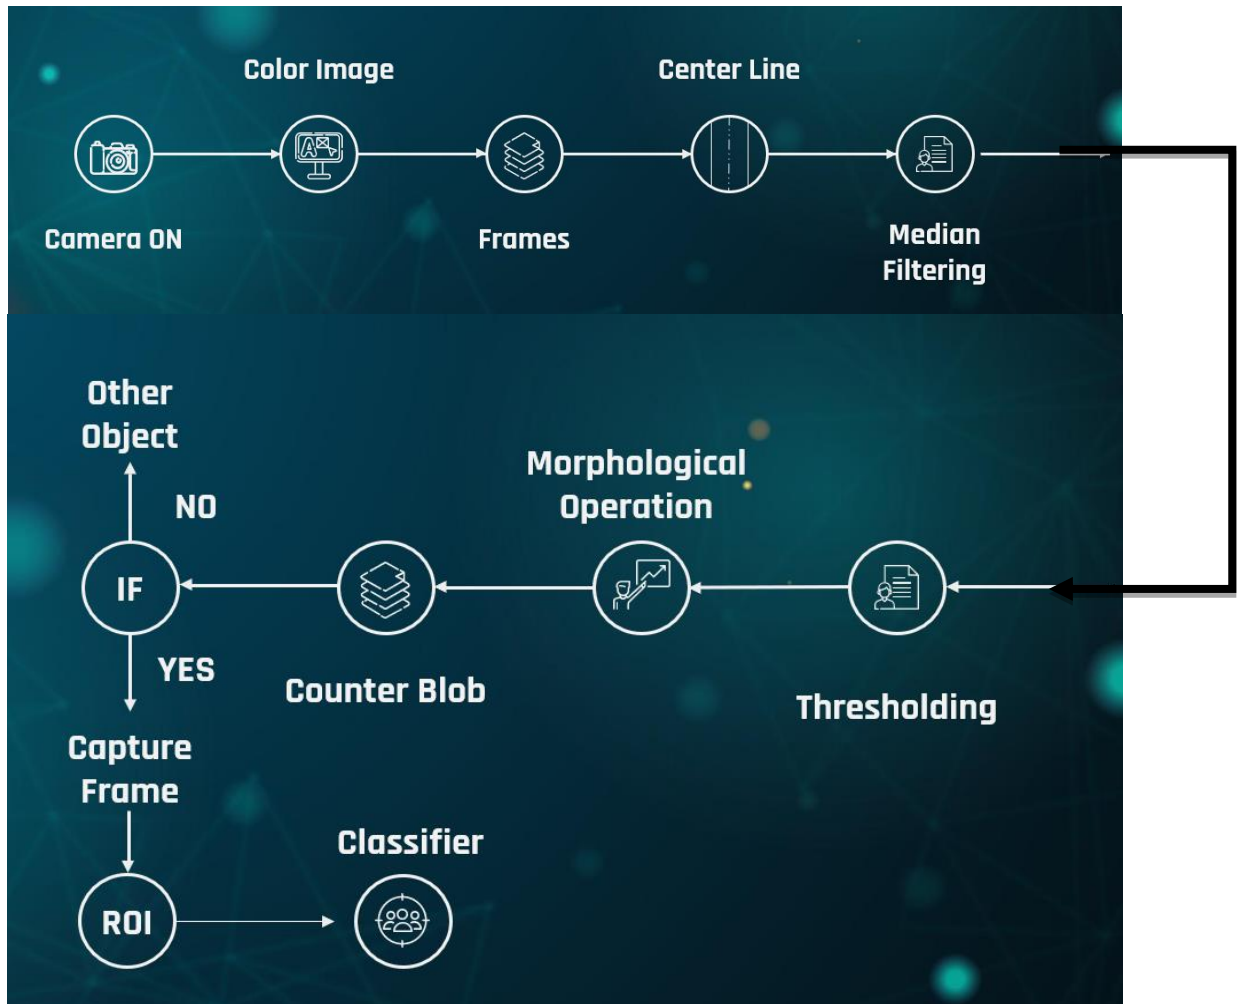 Color Image
Center Line
Camera ON
Frames
Median
Filtering
Other
Object
NO
Morphological
Operation
IF
YES
Counter Blob
Thresholding
Capture
Frame
Classifier
ROI